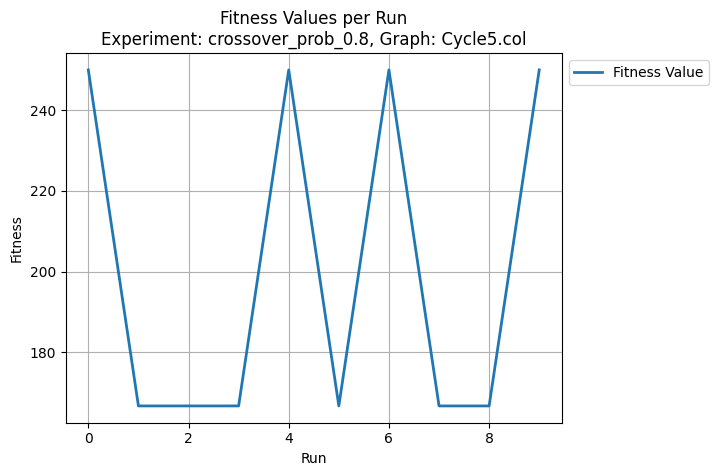 Fitness Values per Run
Experiment: crossover_prob_0.8, Graph: Cycle5.col
Fitness Value
240
220
200
180
Fitness
0 2 4 6 8
Run